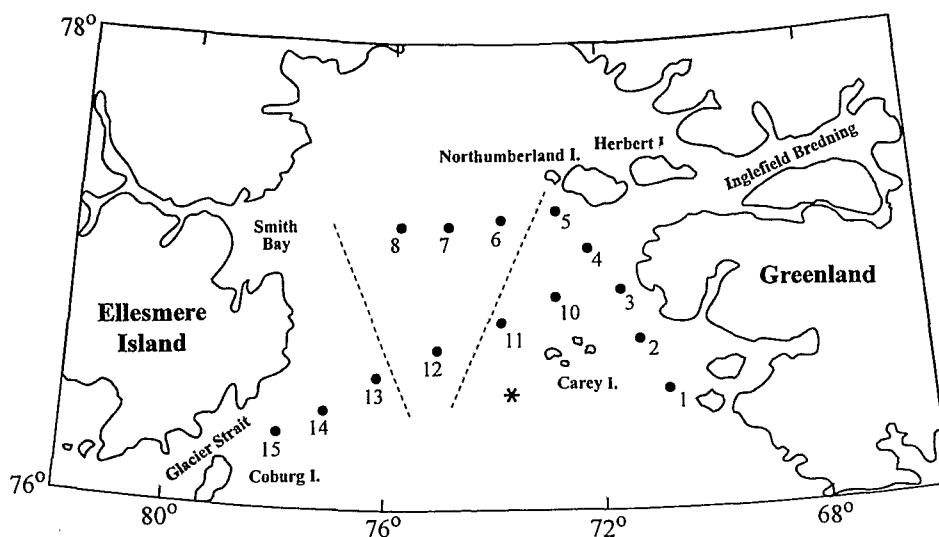 78°
Herbert I
Northumberland I.
Inglefield Bredning
5
Smith
Bay
8
7
6
4
Greenland
Ellesmere
Island
10
3
11
2
12
Carey I.
13
1
*
14
15
Glacier Strait
Coburg I.
76°
80°
76°
72°
68°